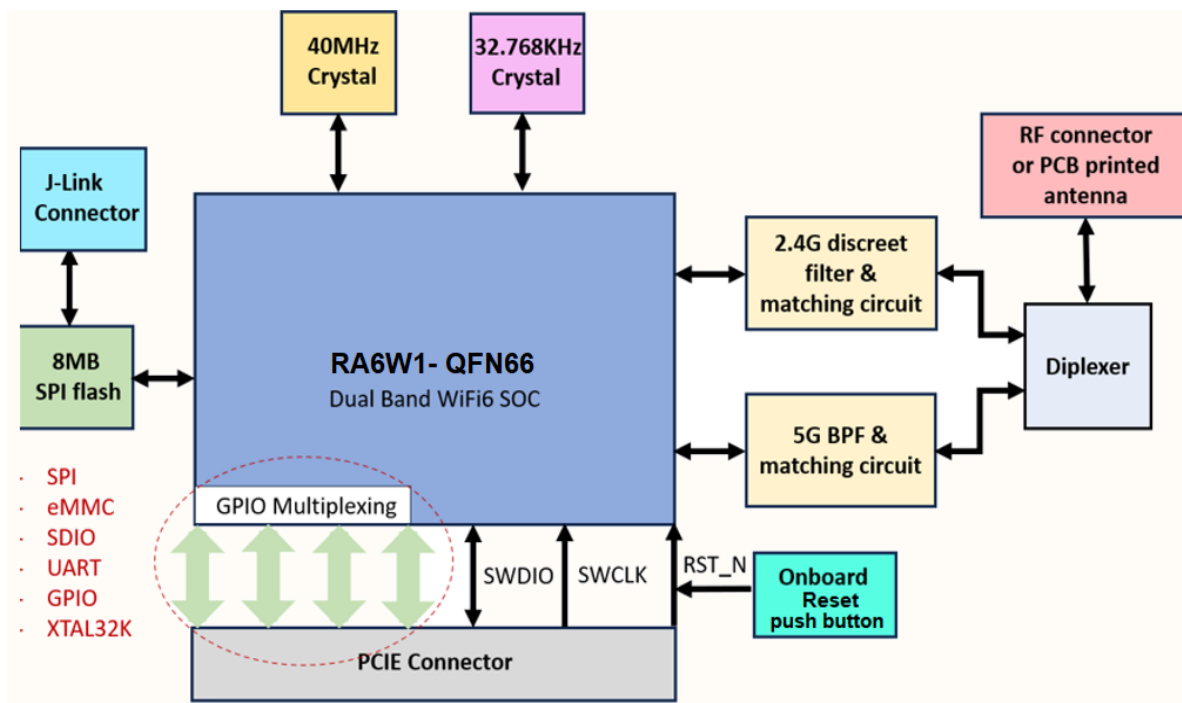 40MHz
Crystal
32.768KHz
Crystal
J-Link
Connector
RF connector
or PCB printed
antenna
2.4G discreet
filter &
matching circuit
8MB
SPI flash
RA6W1- QFN66
Dual Band WiFi6 SOC
Diplexer
5G BPF &
matching circuit
· SPI
· eMMC
· SDIO
· UART
· GPIO
· XTAL32K
GPIO Multiplexing
SWDIO
SWCLK
RST_N
Onboard
Reset
push button
PCIE Connector